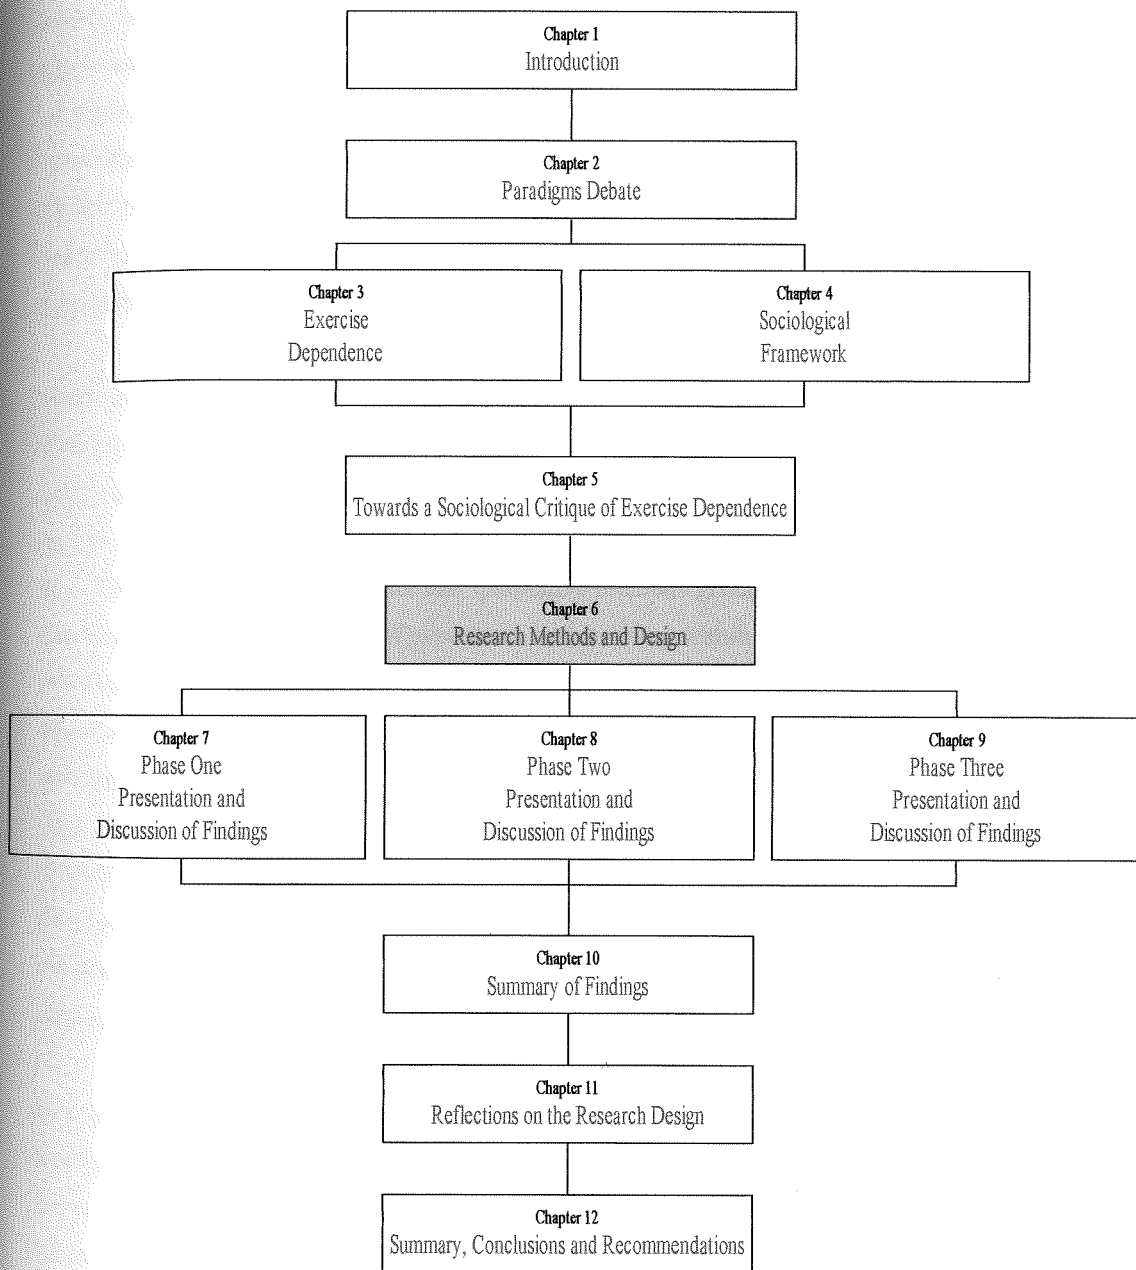 Chapter 1
Introduction
Chapter 2
Paradigms Debate
Chapter 3
Exercise
Dependence
Chapter 4
Sociological
Framework
Chapter 5
Towards a Sociological Critique of Exercise Dependence
Chapter 6
Research Methods and Design
Chapter 7
Phase One
Presentation and
Discussion of Findings
Chapter 8
Phase Two
Presentation and
Discussion of Findings
Chapter 9
Phase Three
Presentation and
Discussion of Findings
Chapter 10
Summary of Findings
Chapter 11
Reflections on the Research Design
Chapter 12
Summary, Conclusions and Recommendations